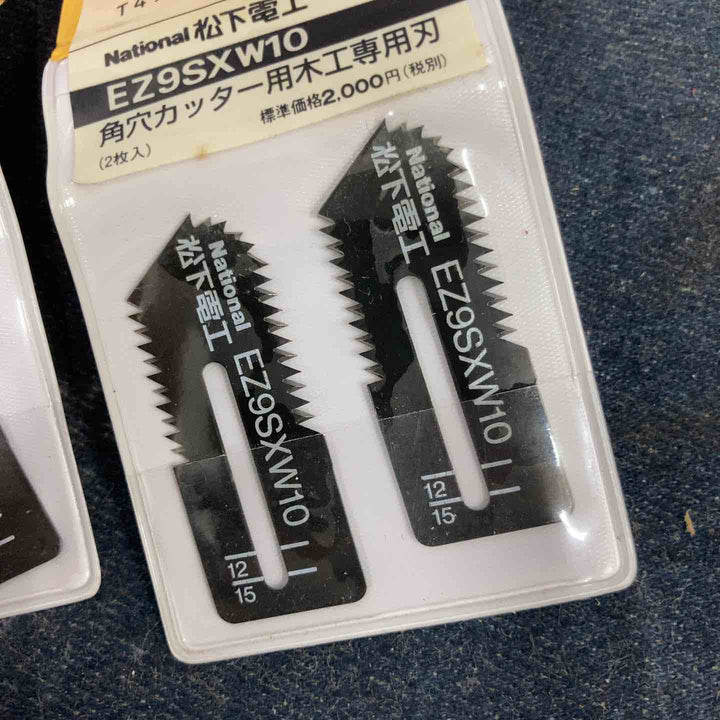 National 松下電工
EZ9SXW10
角穴カッター用木工専用刃
(2枚入)
標準価格2,000円(税別)
National
松下電工 EZ9SXW10
12
15
National
松下電工 EZ9SXW10
12
15